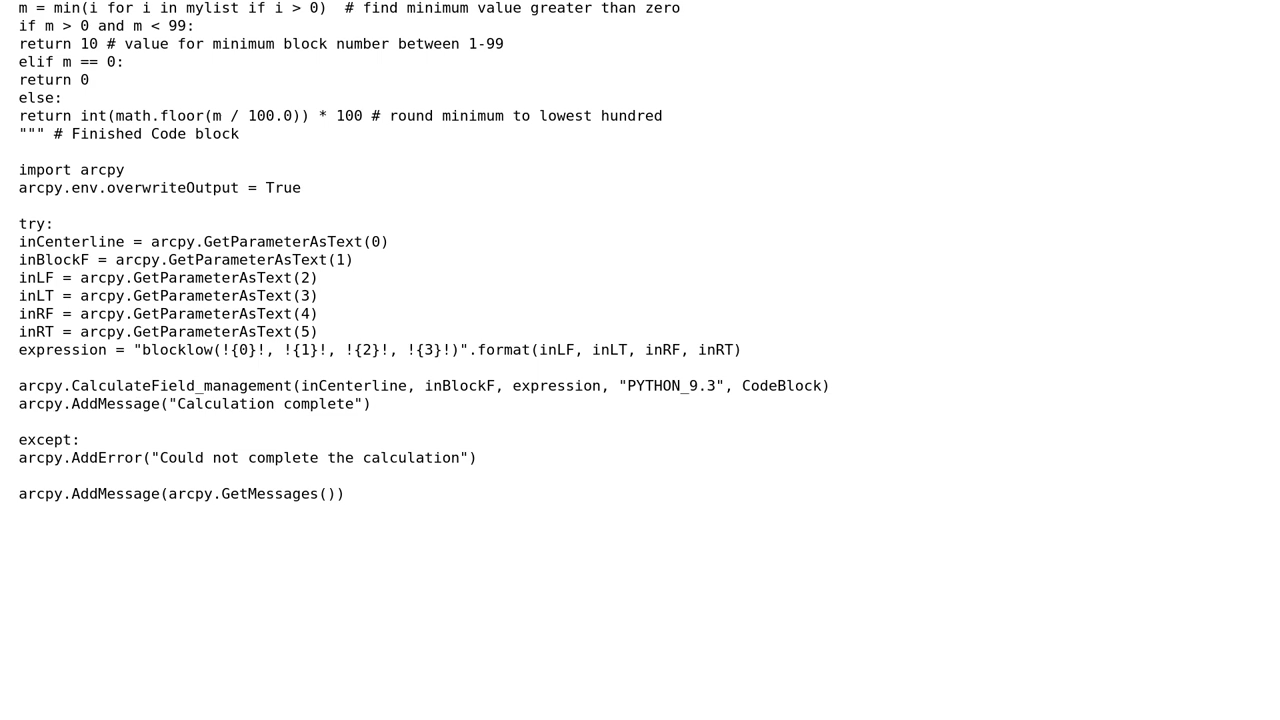 m = min(i for i in mylist if i > 0)  # find minimum value greater than zero
if m > 0 and m < 99:
return 10 # value for minimum block number between 1-99
elif m == 0:
return 0
else:
return int(math.floor(m / 100.0)) * 100 # round minimum to lowest hundred
""" # Finished Code block

import arcpy
arcpy.env.overwriteOutput = True

try:
inCenterline = arcpy.GetParameterAsText(0)
inBlockF = arcpy.GetParameterAsText(1)
inLF = arcpy.GetParameterAsText(2)
inLT = arcpy.GetParameterAsText(3)
inRF = arcpy.GetParameterAsText(4)
inRT = arcpy.GetParameterAsText(5)
expression = "blocklow(!{0}!, !{1}!, !{2}!, !{3}!)".format(inLF, inLT, inRF, inRT)

arcpy.CalculateField_management(inCenterline, inBlockF, expression, "PYTHON_9.3", CodeBlock)
arcpy.AddMessage("Calculation complete")

except:
arcpy.AddError("Could not complete the calculation")

arcpy.AddMessage(arcpy.GetMessages())